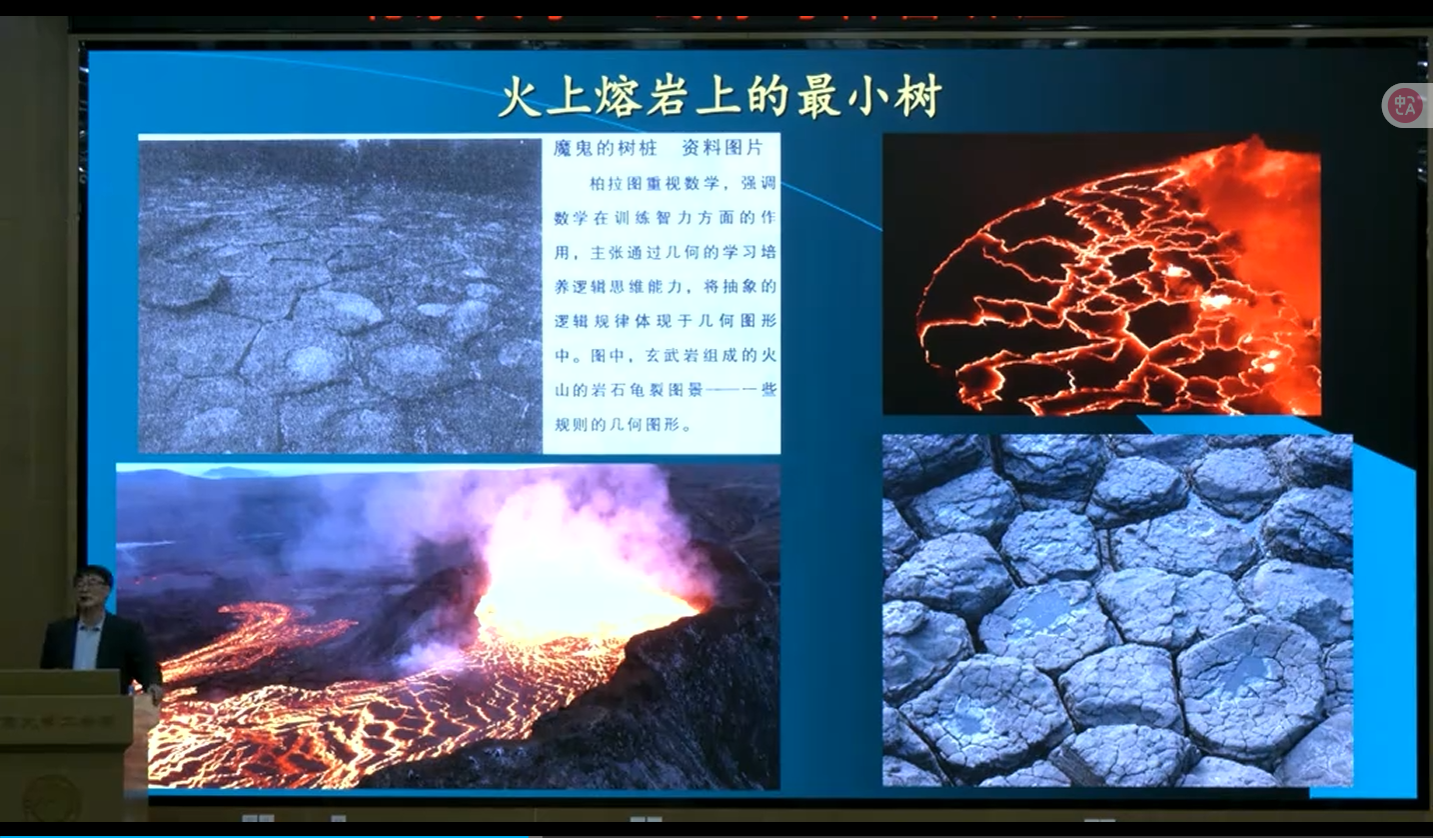 火上熔岩上的最小树
魔鬼的树桩 资料图片
柏拉图重视数学，强调
数学在训练智力方面的作
用，主张通过几何的学习培
养逻辑思维能力，将抽象的
逻辑规律体现于几何图形
中。图中，玄武岩组成的火
山的岩石龟裂图景——一些
规则的几何图形。